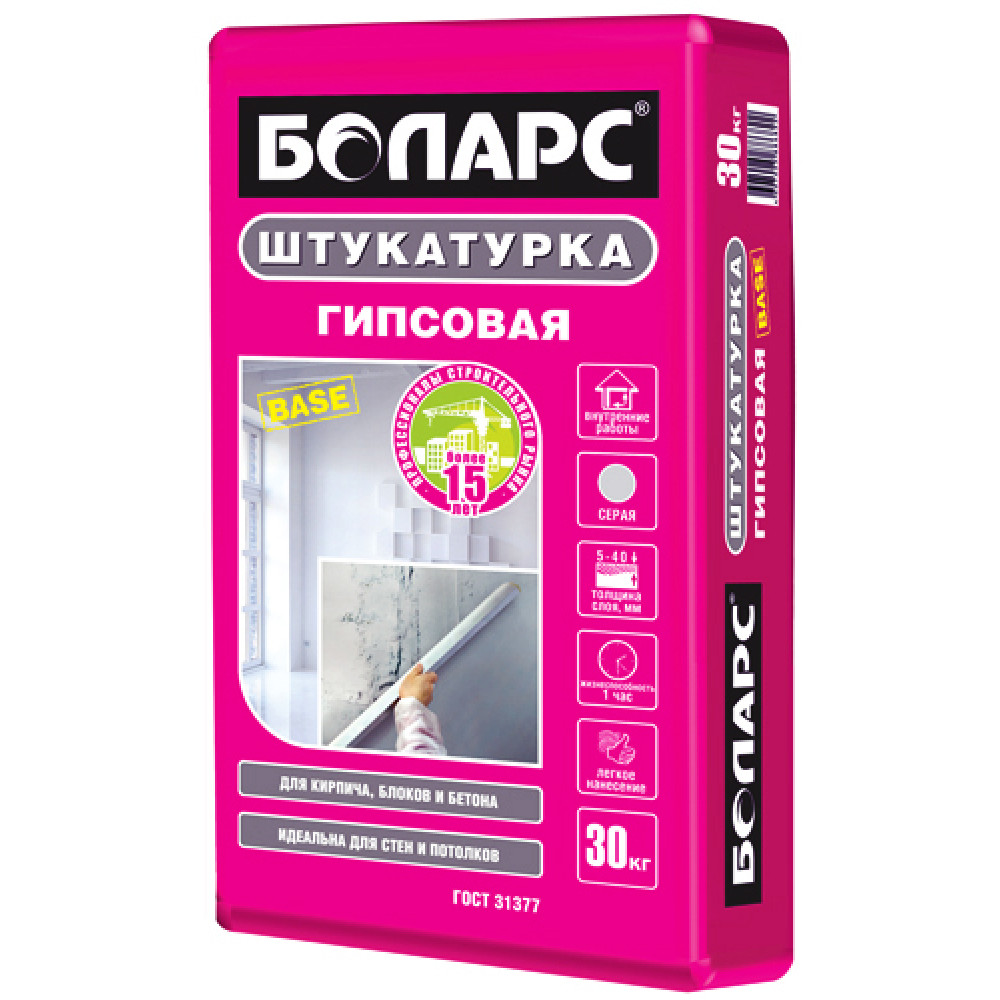 БОЛАРС®
ШТУКАТУРКА
ГИПСОВАЯ
BASE
ПРОФЕССИОНАЛЫ СТРОИТЕЛЬНОГО РЫНКА
более
15
лет
внутренние
работы
СЕРАЯ
5-40
толщина
слоя, мм
жизнеспособность
1 час
легкое
нанесение
30 кг
ДЛЯ КИРПИЧА, БЛОКОВ И БЕТОНА
ИДЕАЛЬНА ДЛЯ СТЕН И ПОТОЛКОВ
ГОСТ 31377
30кг
ШТУКАТУРКА
ГИПСОВАЯ BASE
БОЛАРС®